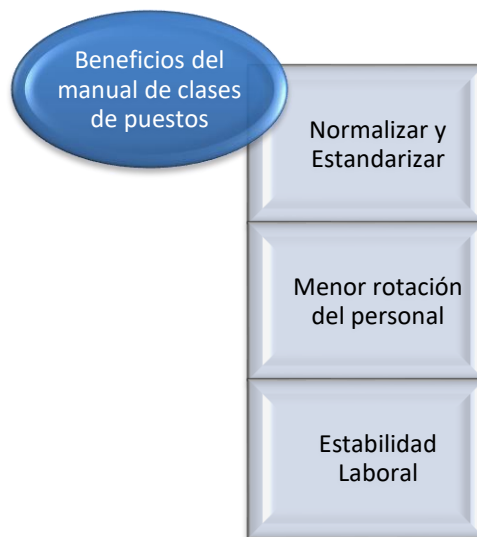 Beneficios del
manual de clases
de puestos
Normalizar y
Estandarizar
Menor rotación
del personal
Estabilidad
Laboral